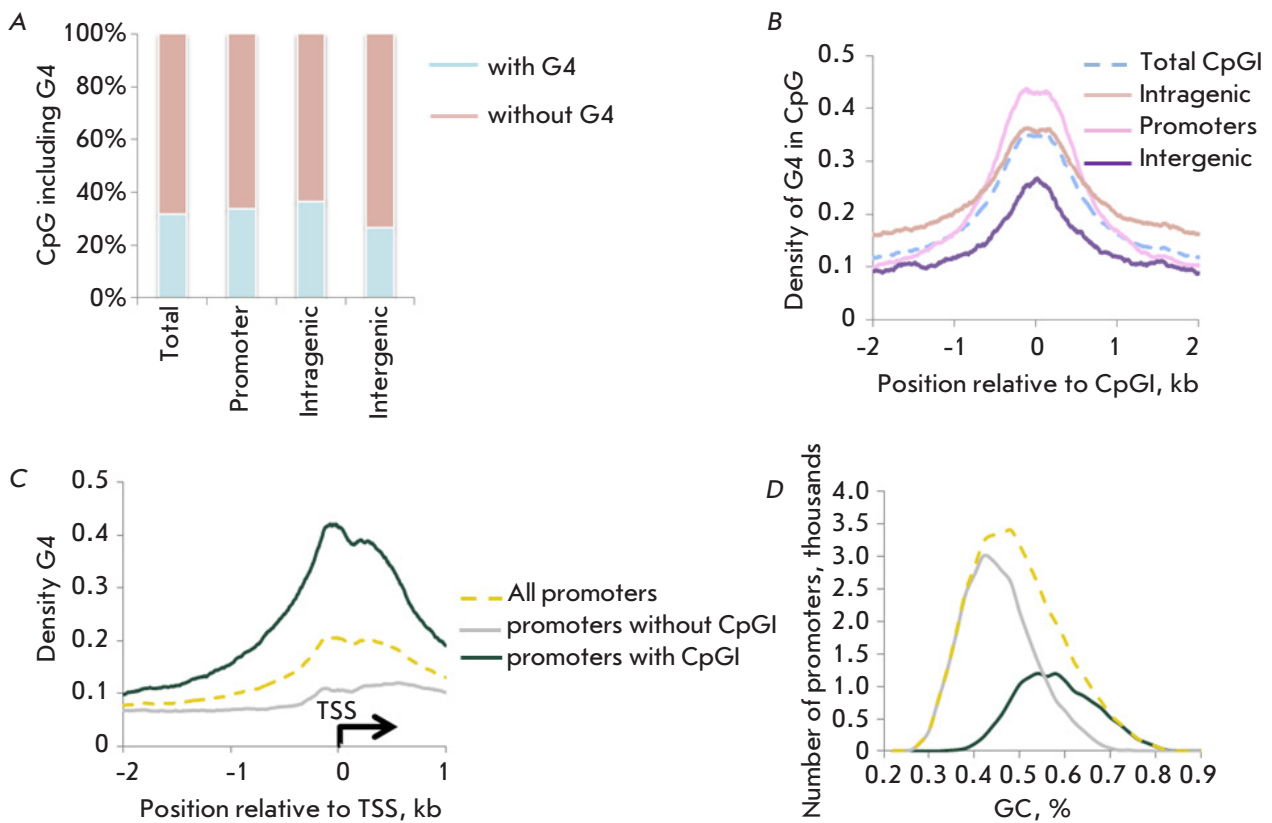 A
CpG including G4
100%
80%
60%
40%
20%
0%
Total
Promoter
Intragenic
Intergenic
with G4
without G4
B
Density of G4 in CpG
0.5
0.4
0.3
0.2
0.1
0
-2 -1 0 1 2
Position relative to CpGI, kb
Total CpGI
Intragenic
Promoters
Intergenic
C
Density G4
0.5
0.4
0.3
0.2
0.1
0
TSS
-2 -1 0 1
Position relative to TSS, kb
All promoters
promoters without CpGI
promoters with CpGI
D
Number of promoters, thousands
4.0
3.5
3.0
2.5
2.0
1.5
1.0
0.5
0
0.2 0.3 0.4 0.5 0.6 0.7 0.8 0.9
GC, %